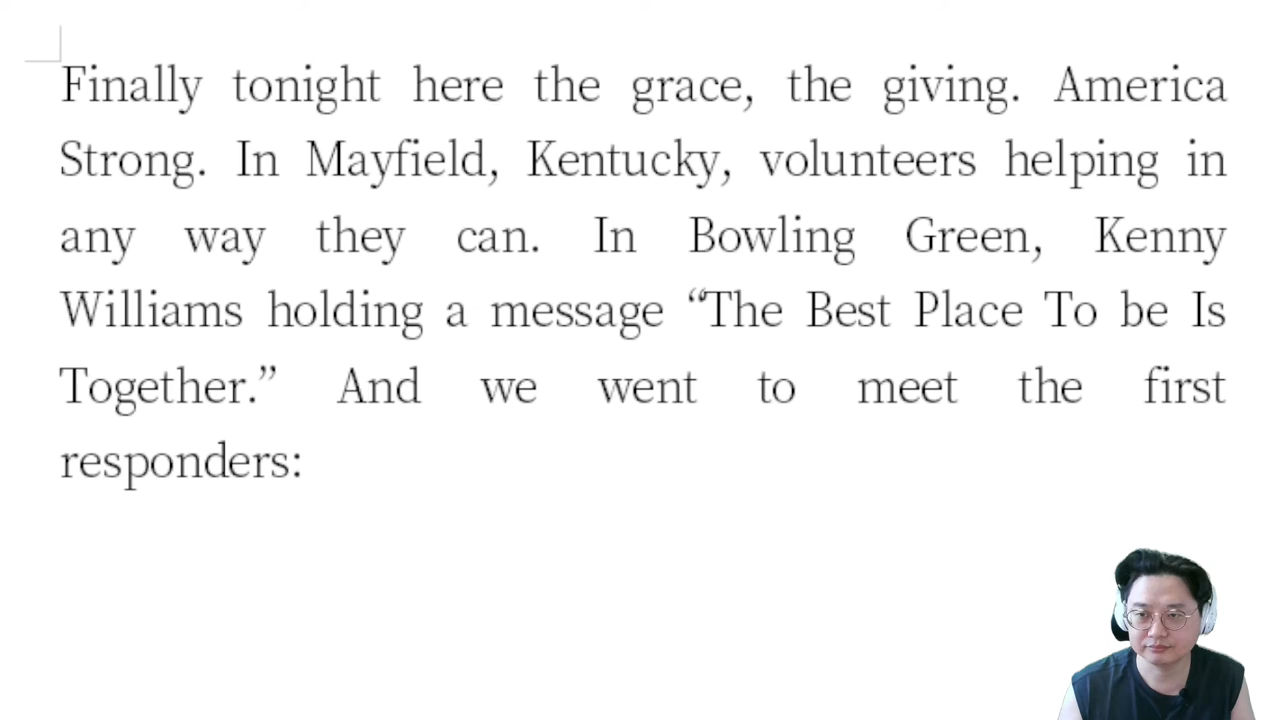 Finally tonight here the grace, the giving. America
Strong. In Mayfield, Kentucky, volunteers helping in
any way they can. In Bowling Green, Kenny
Williams holding a message “The Best Place To be Is
Together.” And we went to meet the first
responders: